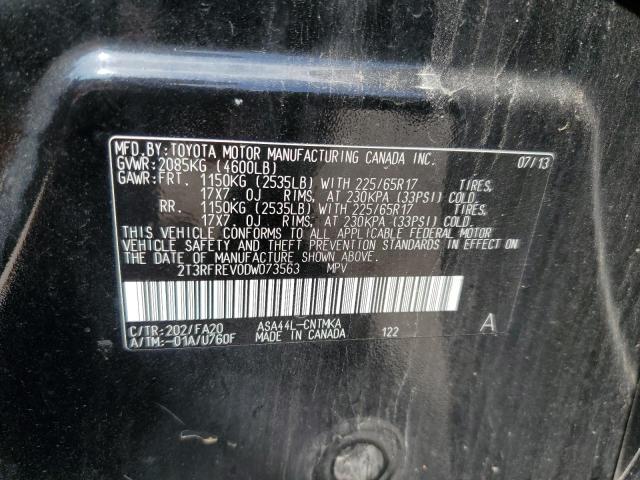 MFD.BY:TOYOTA MOTOR MANUFACTURING CANADA INC. 07/13
GVWR:2085KG (4600LB)
GAWR:FRT. 1150KG (2535LB) WITH 225/65R17 TIRES,
17X7.0J RIMS, AT 230KPA (33PSI) COLD
RR. 1150KG (2535LB) WITH 225/65R17 TIRES,
17X7.0J RIMS, AT 230KPA (33PSI) COLD.
THIS VEHICLE CONFORMS TO ALL APPLICABLE FEDERAL MOTOR
VEHICLE SAFETY AND THEFT PREVENTION STANDARDS IN EFFECT ON
THE DATE OF MANUFACTURE SHOWN ABOVE.
2T3RFREV0DW073563 MPV
C/TR:202/FA20 ASA44L-CNTMKA A
A/TM:-01A/U760F MADE IN CANADA 122